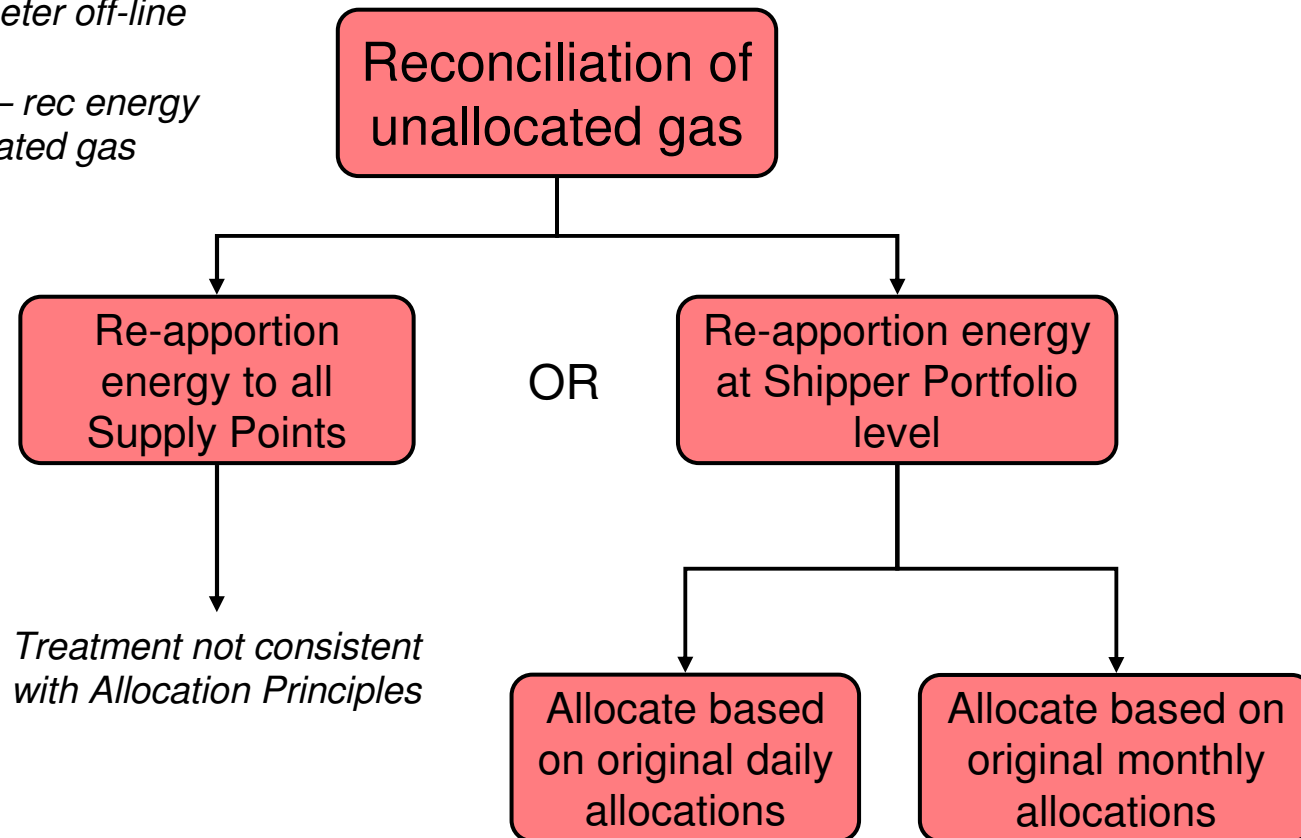 eter off-line
– rec energy
ated gas
Reconciliation of
unallocated gas
Re-apportion
energy to all
Supply Points
OR
Re-apportion energy
at Shipper Portfolio
level
Treatment not consistent
with Allocation Principles
Allocate based
on original daily
allocations
Allocate based on
original monthly
allocations